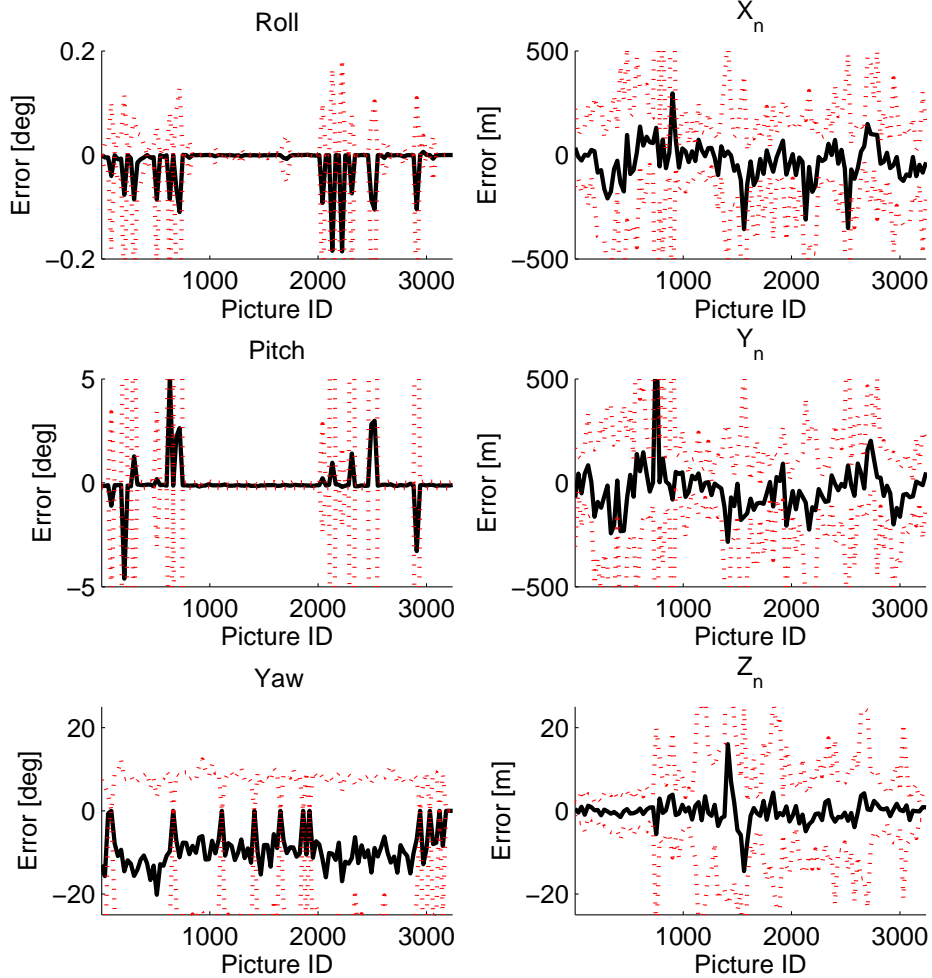 Roll
0.2
0
−0.2
Error [deg]
1000 2000 3000
Picture ID
X_n
500
0
−500
Error [m]
1000 2000 3000
Picture ID
Pitch
5
0
−5
Error [deg]
1000 2000 3000
Picture ID
Y_n
500
0
−500
Error [m]
1000 2000 3000
Picture ID
Yaw
20
0
−20
Error [deg]
1000 2000 3000
Picture ID
Z_n
20
0
−20
Error [m]
1000 2000 3000
Picture ID